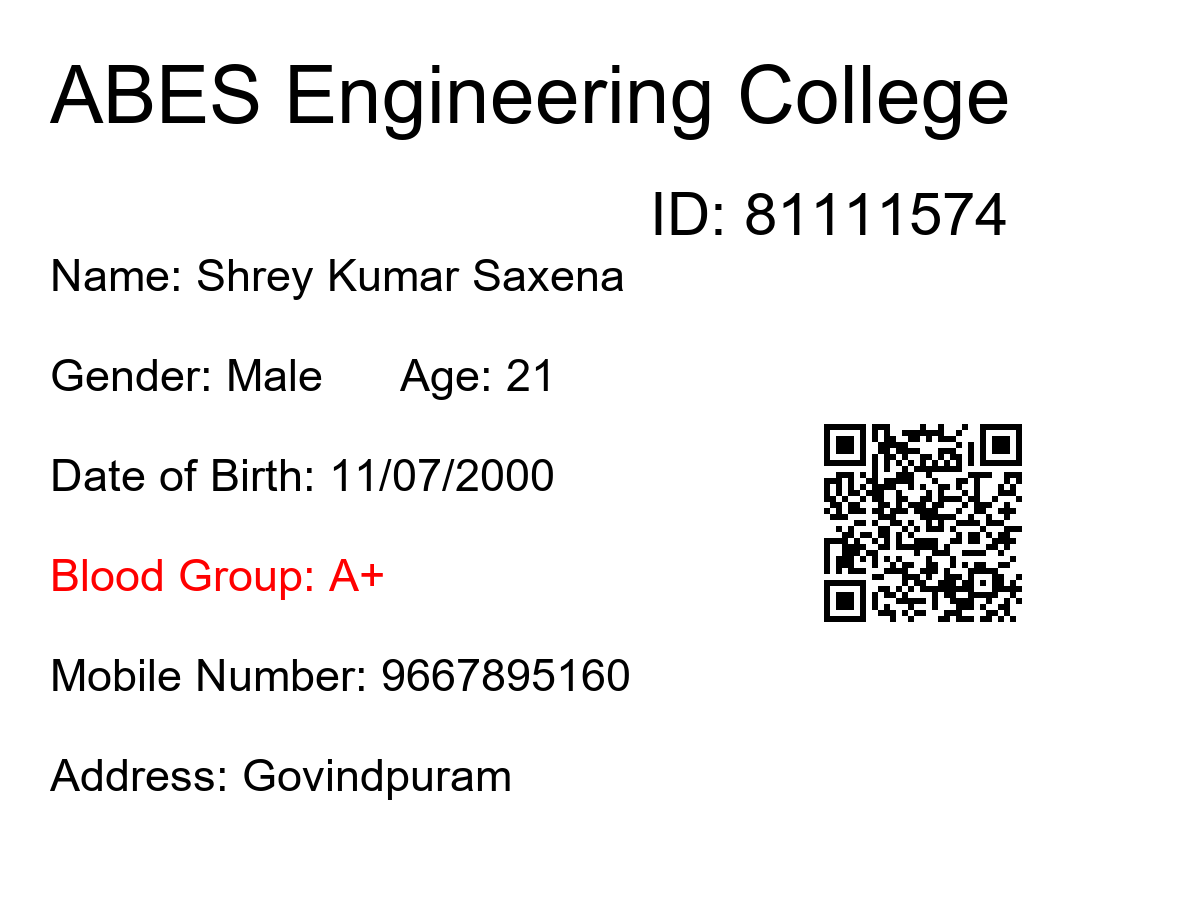 ABES Engineering College
ID: 81111574
Name: Shrey Kumar Saxena
Gender: Male Age: 21
Date of Birth: 11/07/2000
Blood Group: A+
Mobile Number: 9667895160
Address: Govindpuram